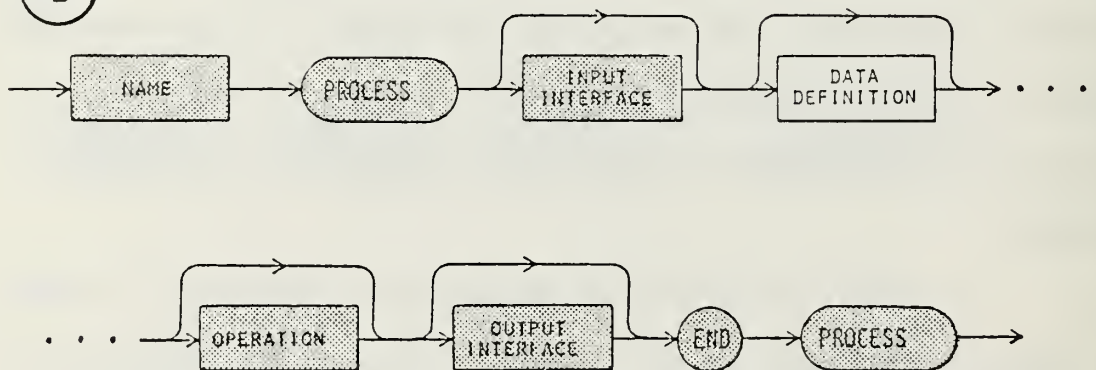 NAME
PROCESS
INPUT
INTERFACE
DATA
DEFINITION
OPERATION
OUTPUT
INTERFACE
END
PROCESS